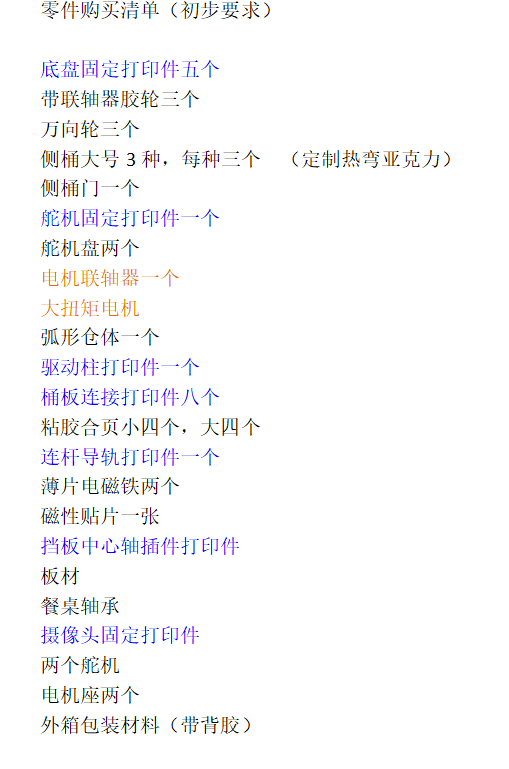 零件购买清单（初步要求）
底盘固定打印件五个
带联轴器胶轮三个
万向轮三个
侧桶大号 3 种，每种三个 （定制热弯亚克力）
侧桶门一个
舵机固定打印件一个
舵机盘两个
电机联轴器一个
大扭矩电机
弧形仓体一个
驱动柱打印件一个
桶板连接打印件八个
粘胶合页小四个，大四个
连杆导轨打印件一个
薄片电磁铁两个
磁性贴片一张
挡板中心轴插件打印件
板材
餐桌轴承
摄像头固定打印件
两个舵机
电机座两个
外箱包装材料（带背胶）